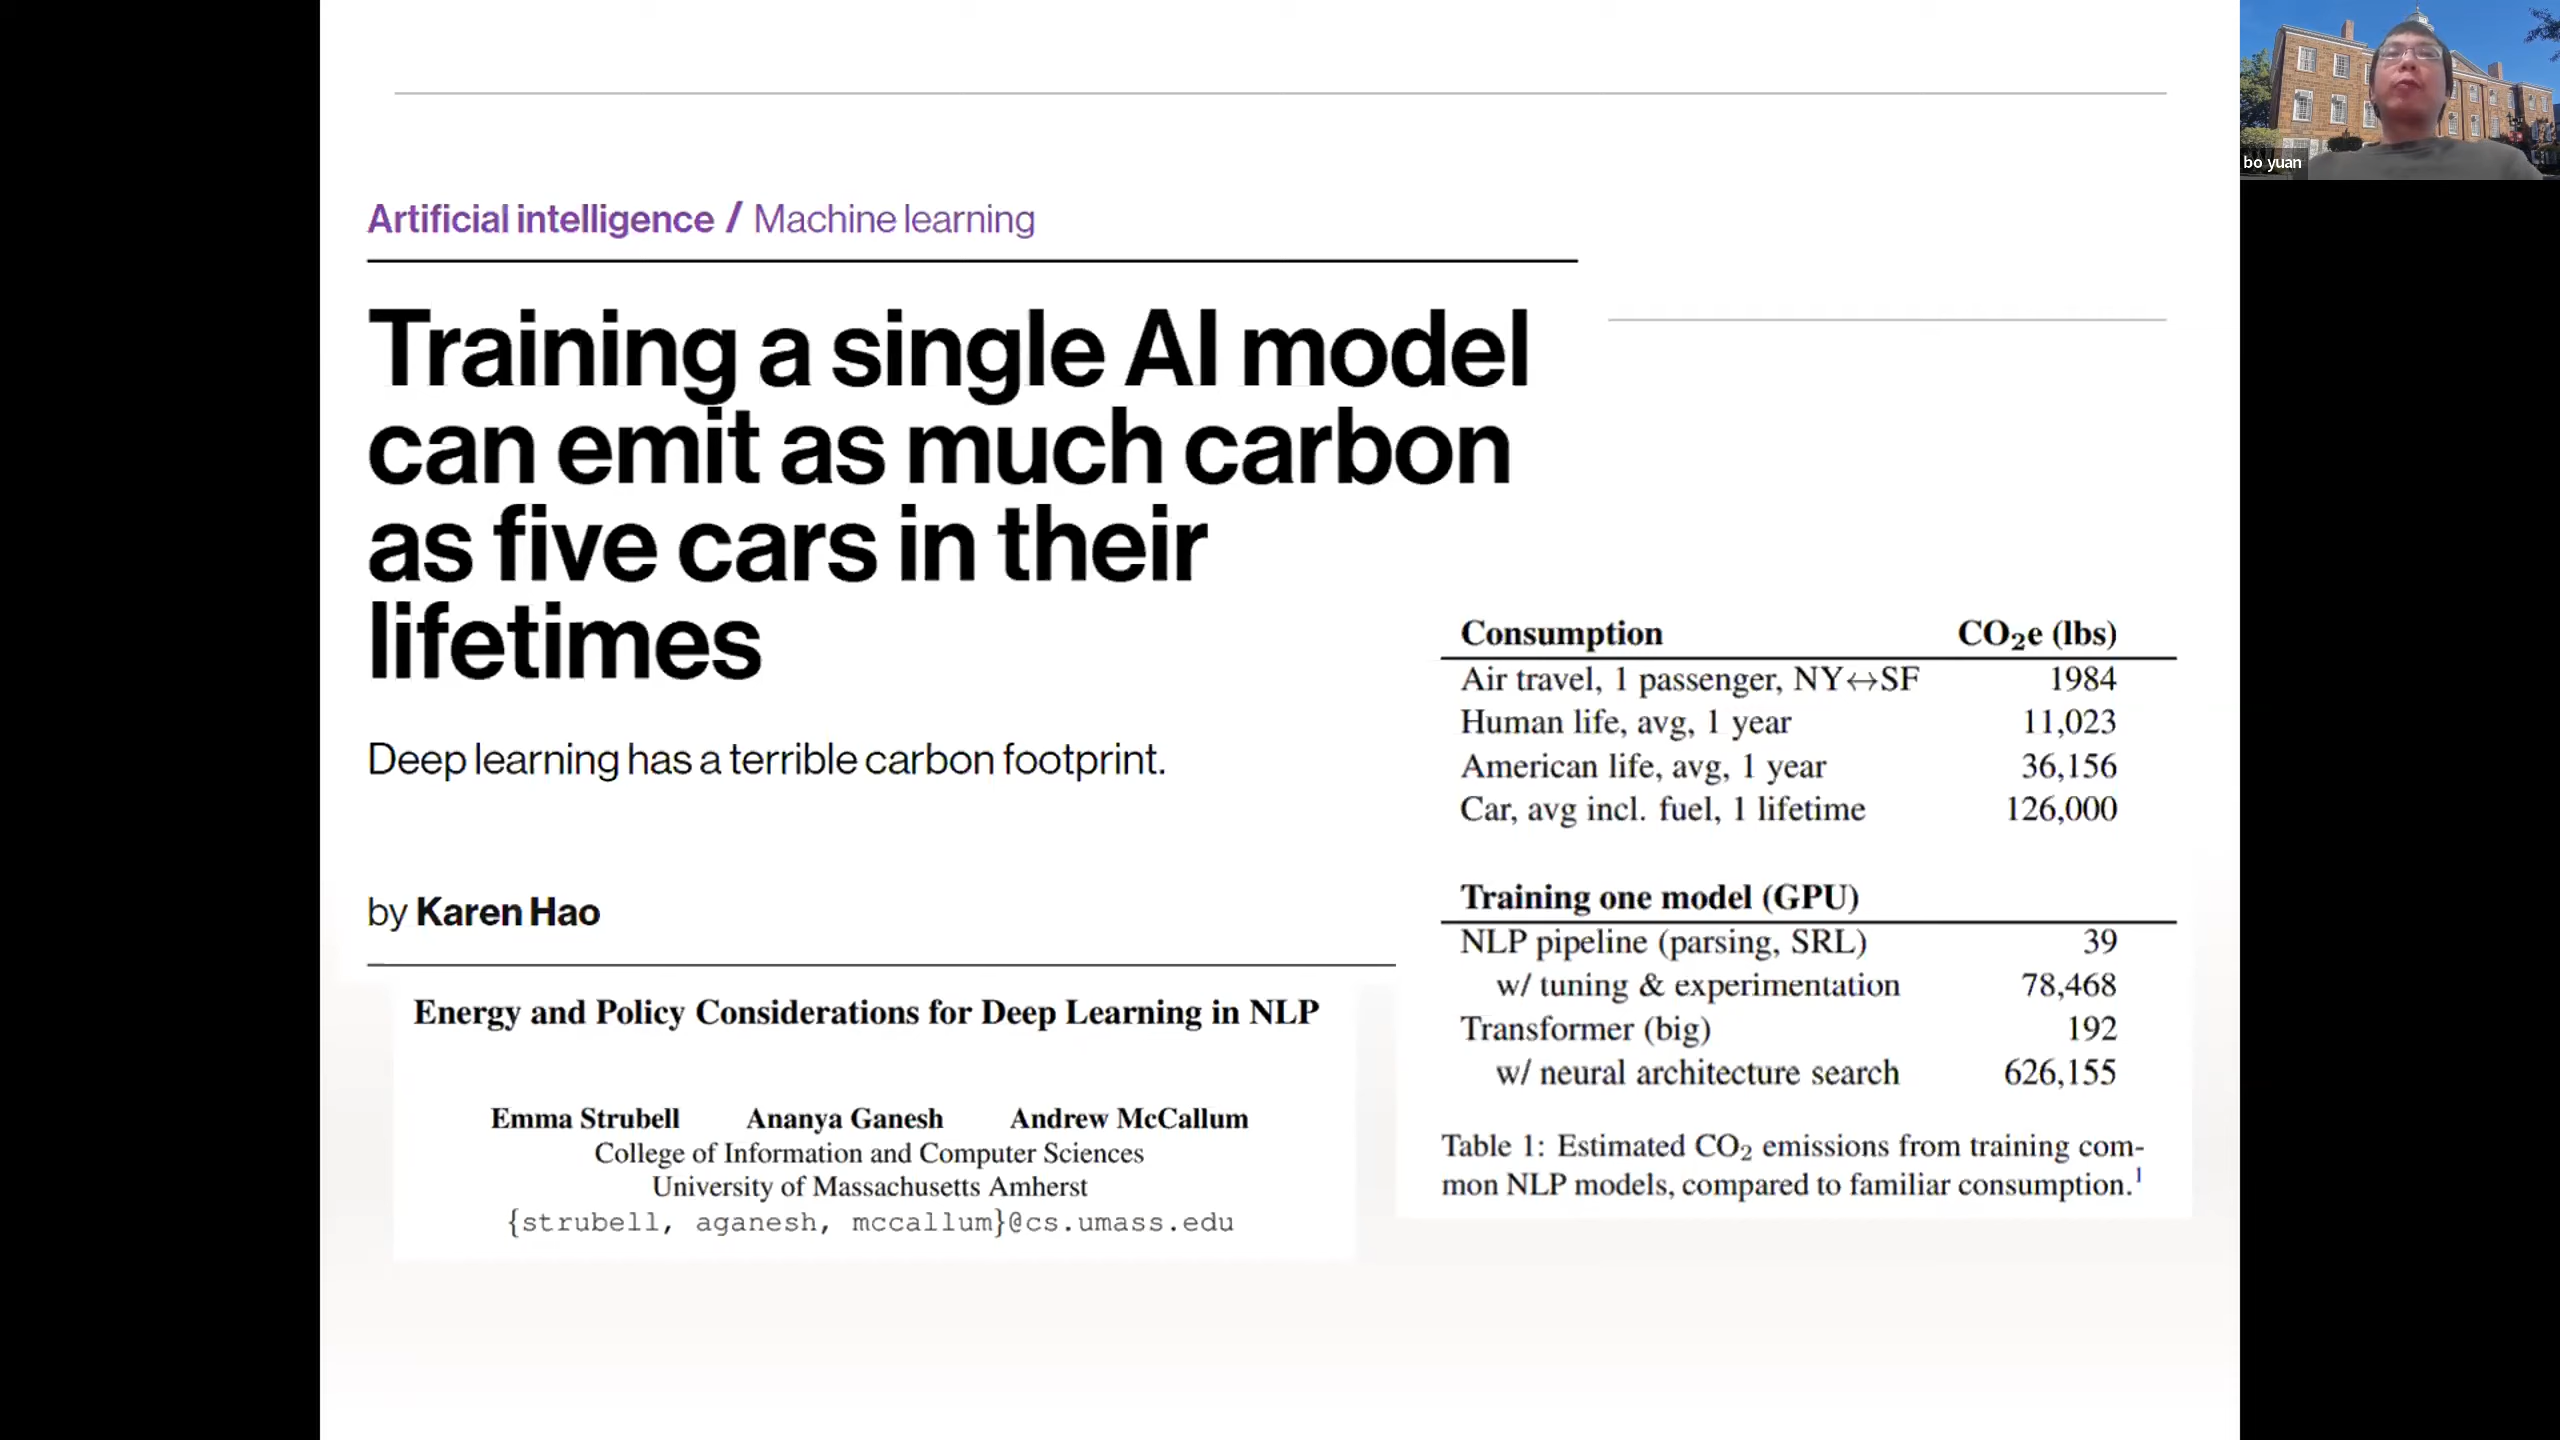 Artificial intelligence / Machine learning
Training a single AI model
can emit as much carbon
as five cars in their
lifetimes
Deep learning has a terrible carbon footprint.
by Karen Hao
Energy and Policy Considerations for Deep Learning in NLP
Emma Strubell Ananya Ganesh Andrew McCallum
College of Information and Computer Sciences
University of Massachusetts Amherst
{strubell, aganesh, mccallum}@cs.umass.edu
Consumption CO₂e (lbs)
Air travel, 1 passenger, NY↔SF 1984
Human life, avg, 1 year 11,023
American life, avg, 1 year 36,156
Car, avg incl. fuel, 1 lifetime 126,000
Training one model (GPU)
NLP pipeline (parsing, SRL) 39
w/ tuning & experimentation 78,468
Transformer (big) 192
w/ neural architecture search 626,155
Table 1: Estimated CO₂ emissions from training com-
mon NLP models, compared to familiar consumption.¹
bo yuan